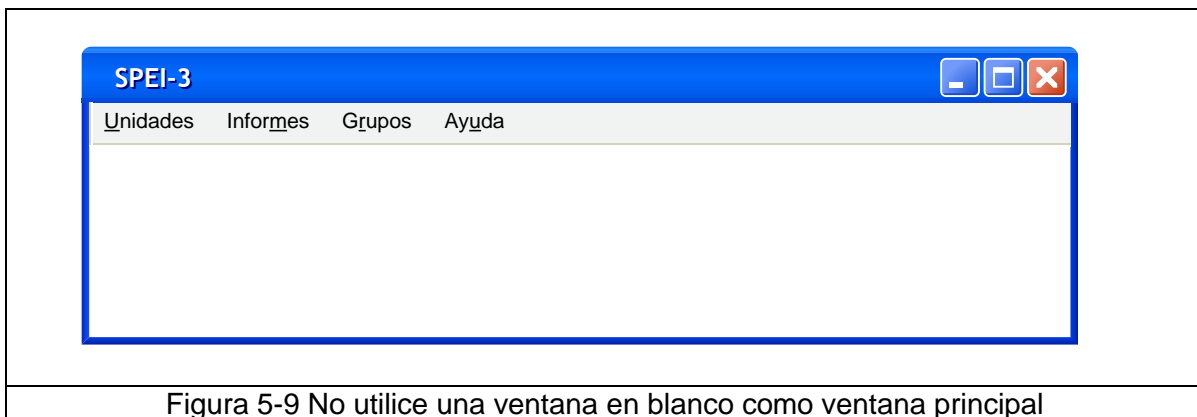 SPEI-3
Unidades Informes Grupos Ayuda
Figura 5-9 No utilice una ventana en blanco como ventana principal